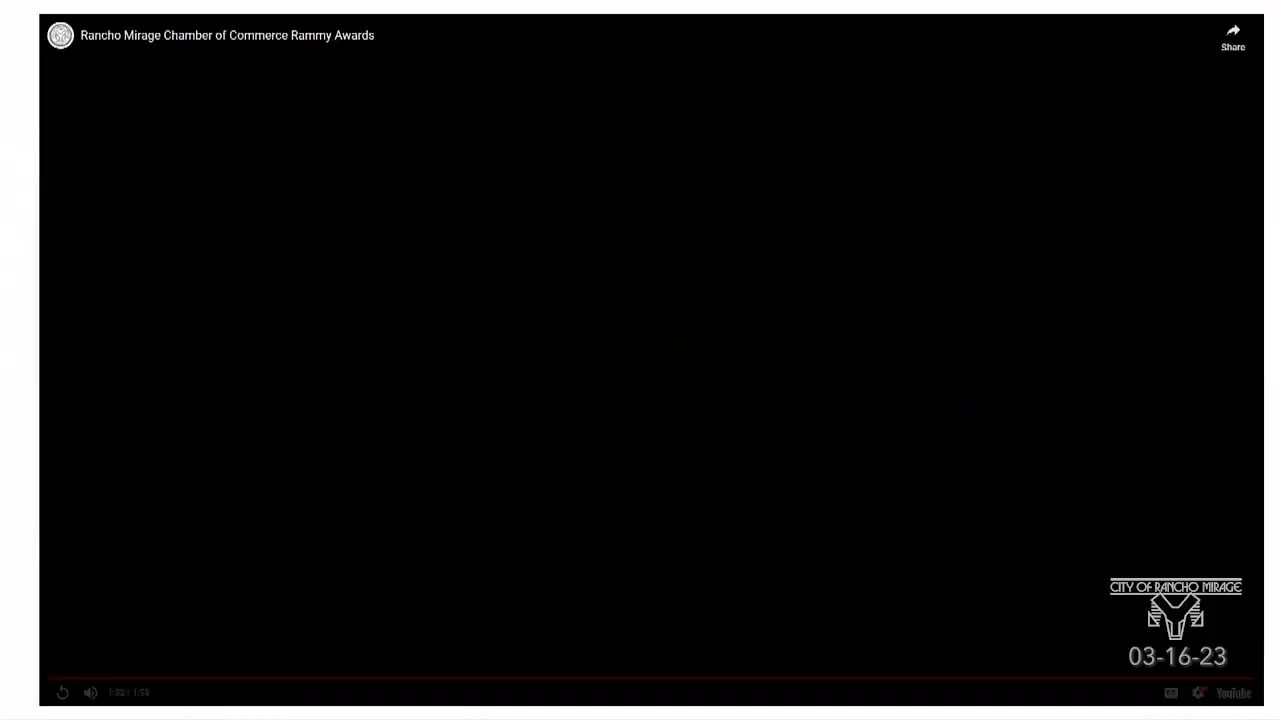 Rancho Mirage Chamber of Commerce Rammy Awards
Share
CITY OF RANCHO MIRAGE
03-16-23
YouTube